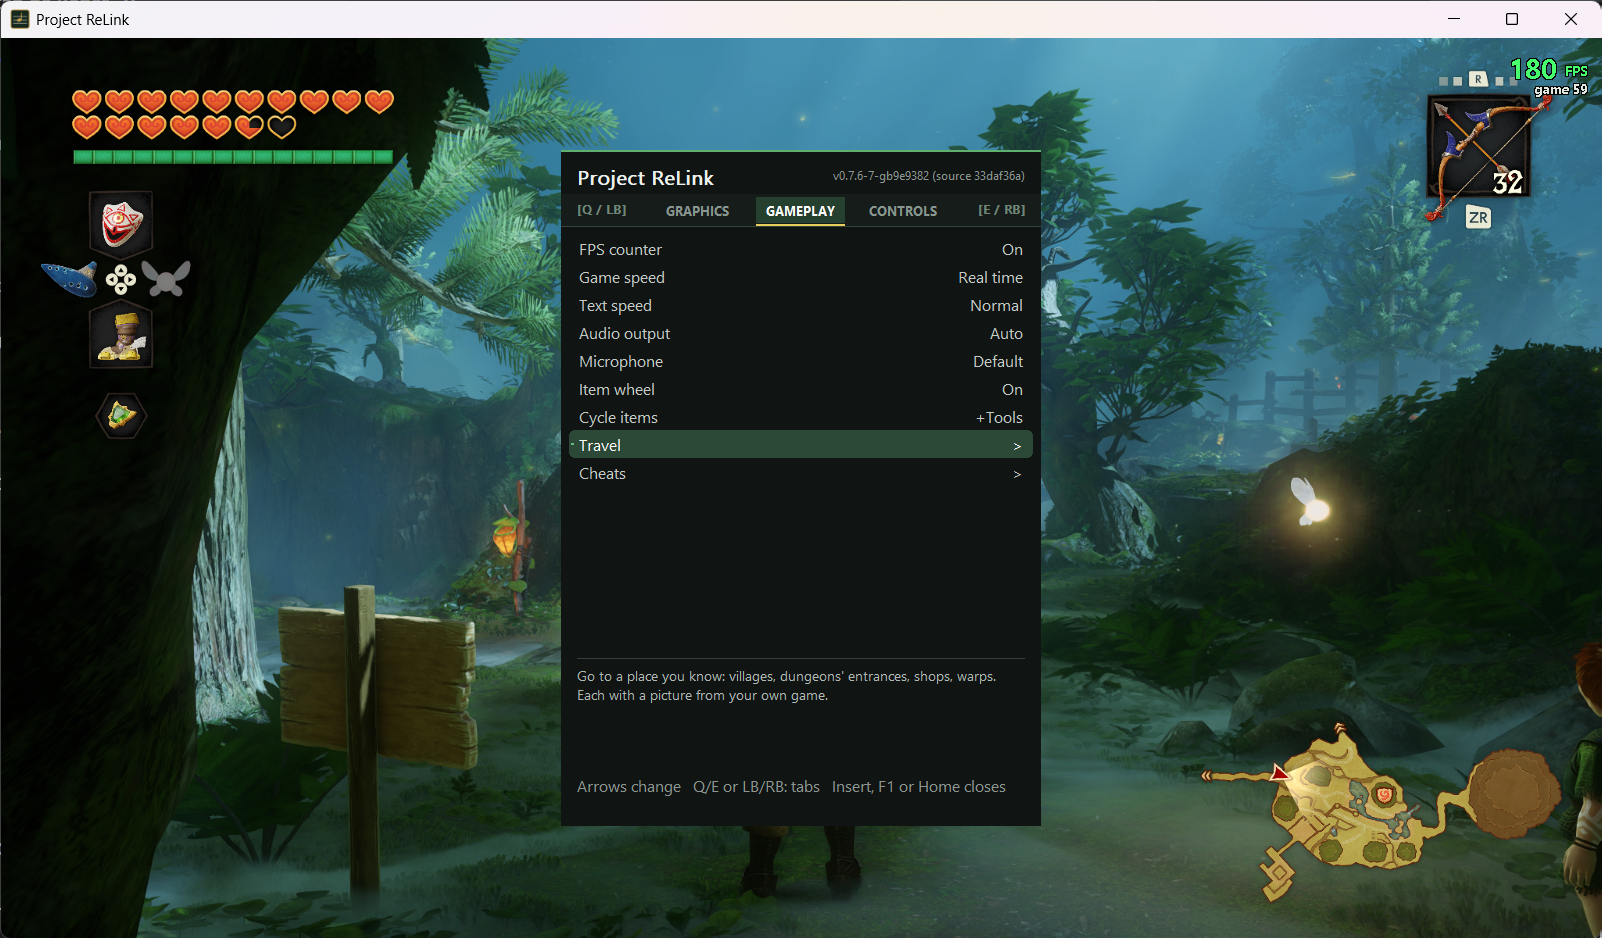 Project ReLink
R
180 FPS
game 59
32
ZR
Project ReLink
v0.7.6-7-gb9e9382 (source 33daf36a)
[Q / LB]
GRAPHICS
GAMEPLAY
CONTROLS
[E / RB]
FPS counter On
Game speed Real time
Text speed Normal
Audio output Auto
Microphone Default
Item wheel On
Cycle items +Tools
Travel >
Cheats >
Go to a place you know: villages, dungeons' entrances, shops, warps.
Each with a picture from your own game.
Arrows change Q/E or LB/RB: tabs Insert, F1 or Home closes